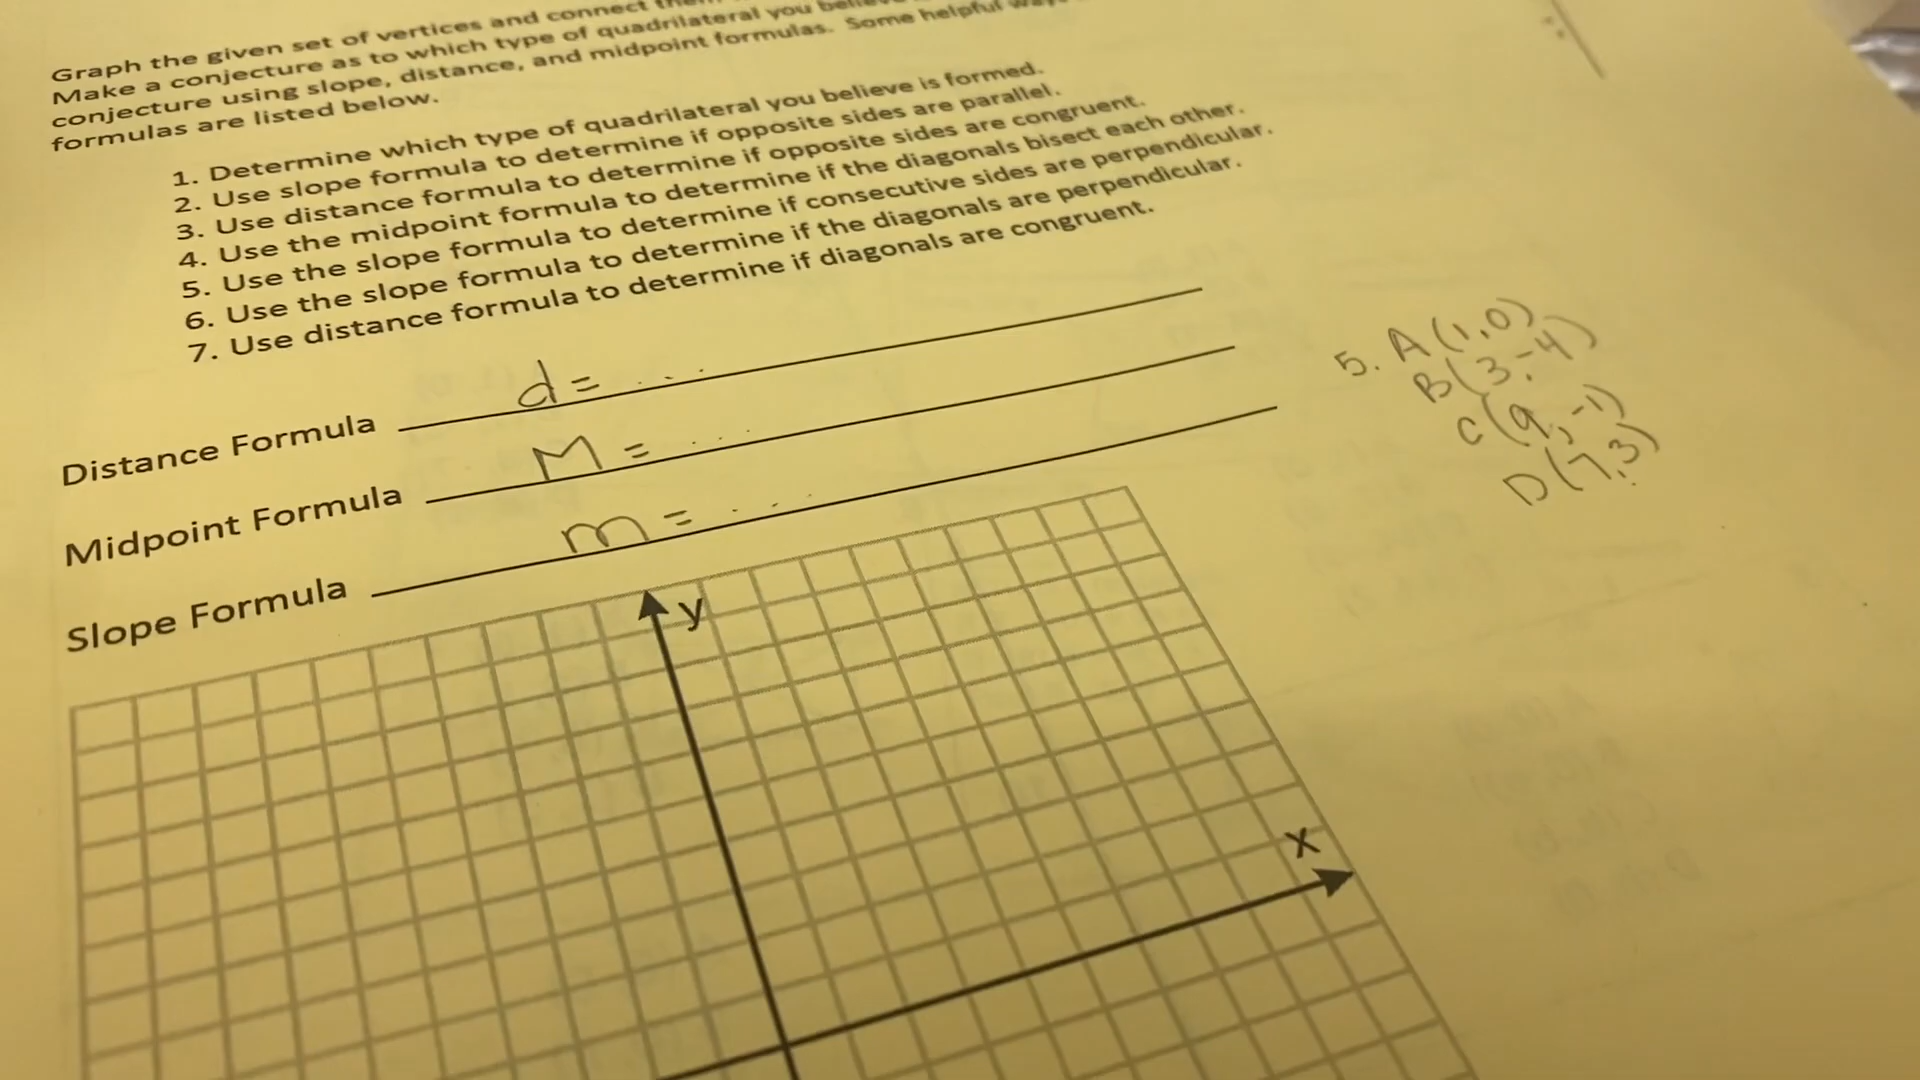 Graph the given set of vertices and connect
Make a conjecture as to which type of quadrilateral you believe
conjecture using slope, distance, and midpoint formulas. Some helpful
formulas are listed below.
1. Determine which type of quadrilateral you believe is formed.
2. Use slope formula to determine if opposite sides are parallel.
3. Use distance formula to determine if opposite sides are congruent.
4. Use the midpoint formula to determine if the diagonals bisect each other.
5. Use the slope formula to determine if consecutive sides are perpendicular.
6. Use the slope formula to determine if the diagonals are perpendicular.
7. Use distance formula to determine if diagonals are congruent.
Distance Formula d = ...
Midpoint Formula M = ...
Slope Formula m = ...
5. A(1,0)
B(3,-4)
C(9,-1)
D(7,3)
y
x